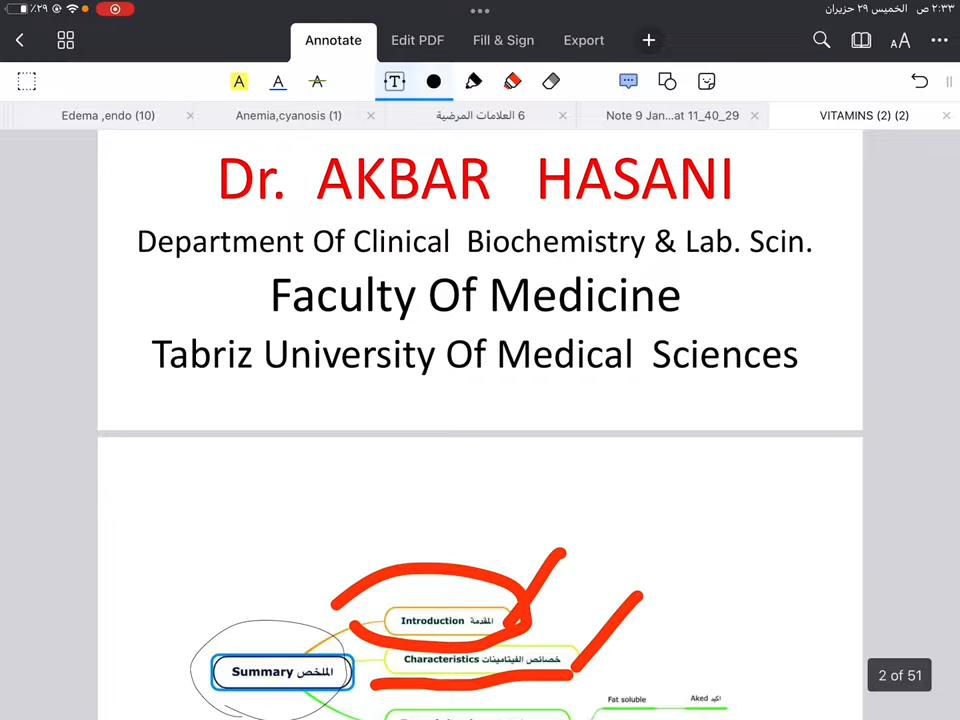 ٢:٣٣ ص الخميس ٢٩ حزيران
٪٢٩
Annotate
Edit PDF
Fill & Sign
Export
Edema ,endo (10)
Anemia,cyanosis (1)
6 العلامات المرضية
Note 9 Jan...at 11_40_29
VITAMINS (2) (2)
Dr. AKBAR HASANI
Department Of Clinical Biochemistry & Lab. Scin.
Faculty Of Medicine
Tabriz University Of Medical Sciences
Introduction المقدمة
Characteristics خصائص الفيتامينات
Summary الملخص
2 of 51
Fat soluble
Aked اكيد